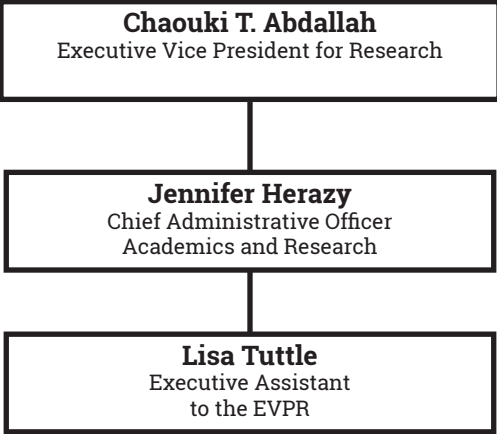 Chaouki T. Abdallah
Executive Vice President for Research
Jennifer Herazy
Chief Administrative Officer
Academics and Research
Lisa Tuttle
Executive Assistant
to the EVPR